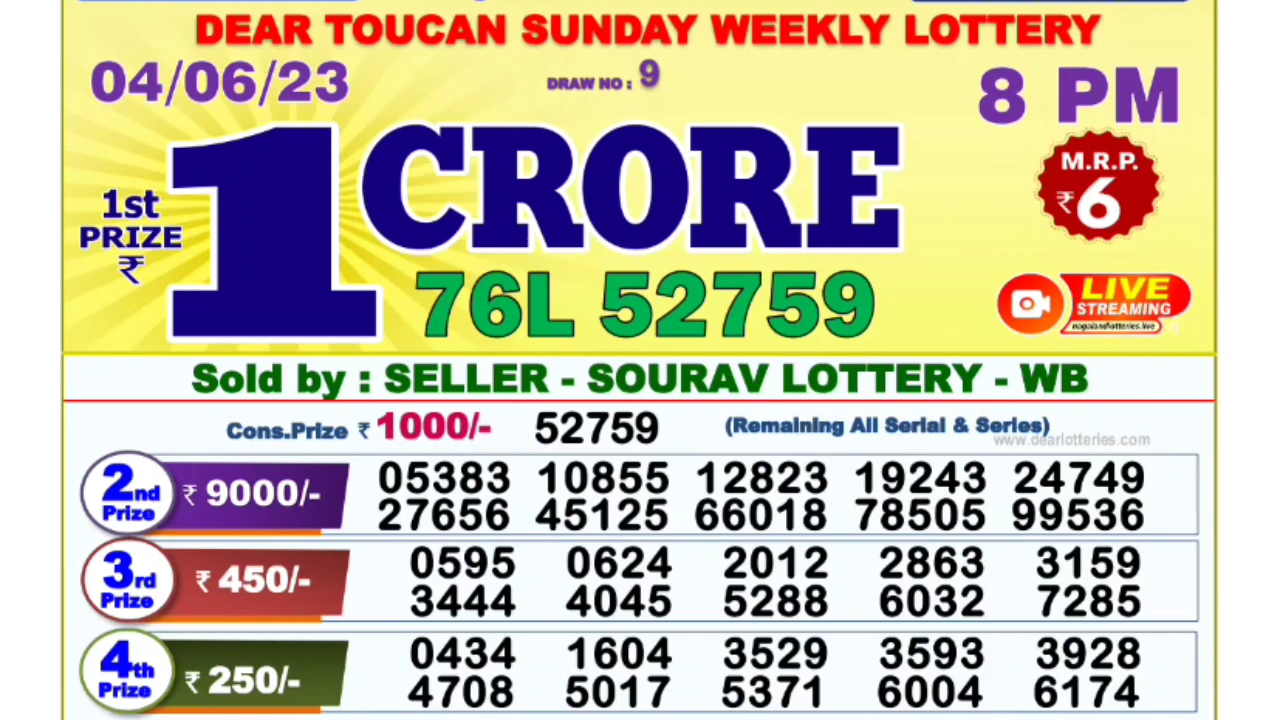 DEAR TOUCAN SUNDAY WEEKLY LOTTERY
04/06/23
DRAW NO : 9
8 PM
1st
PRIZE
₹
1 CRORE
M.R.P.
₹6
76L 52759
LIVE
STREAMING
nagalandlotteries.live
Sold by : SELLER - SOURAV LOTTERY - WB
Cons.Prize ₹ 1000/- 52759 (Remaining All Serial & Series)
www.dearlotteries.com
2nd Prize ₹ 9000/-
05383 10855 12823 19243 24749
27656 45125 66018 78505 99536
3rd Prize ₹ 450/-
0595 0624 2012 2863 3159
3444 4045 5288 6032 7285
4th Prize ₹ 250/-
0434 1604 3529 3593 3928
4708 5017 5371 6004 6174